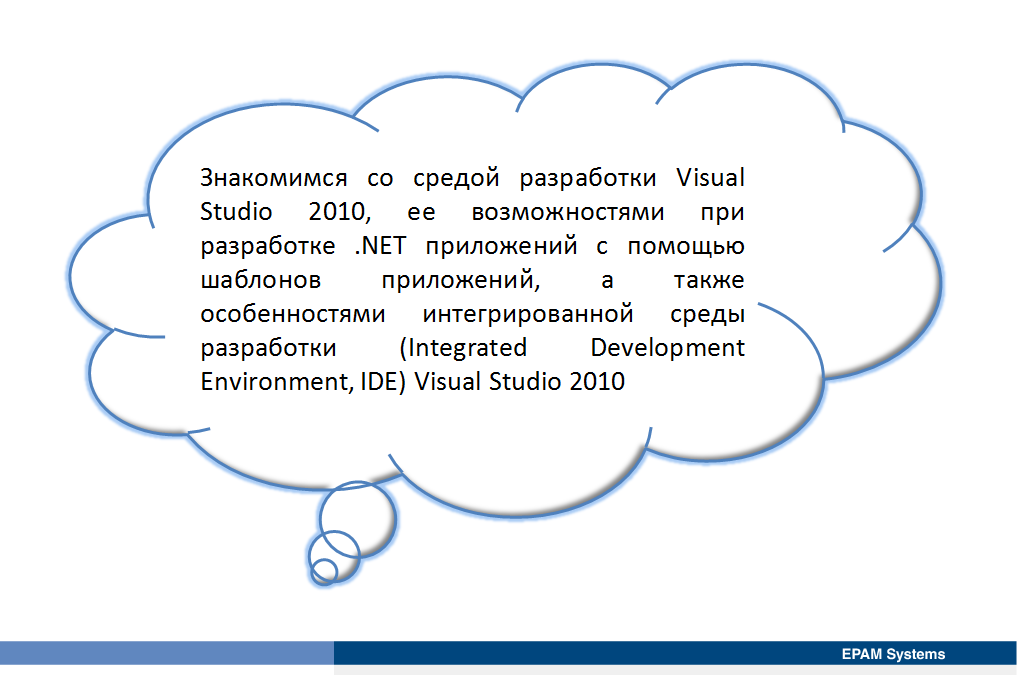 Знакомимся со средой разработки Visual
Studio 2010, ее возможностями при
разработке .NET приложений с помощью
шаблонов приложений, а также
особенностями интегрированной среды
разработки (Integrated Development
Environment, IDE) Visual Studio 2010
EPAM Systems